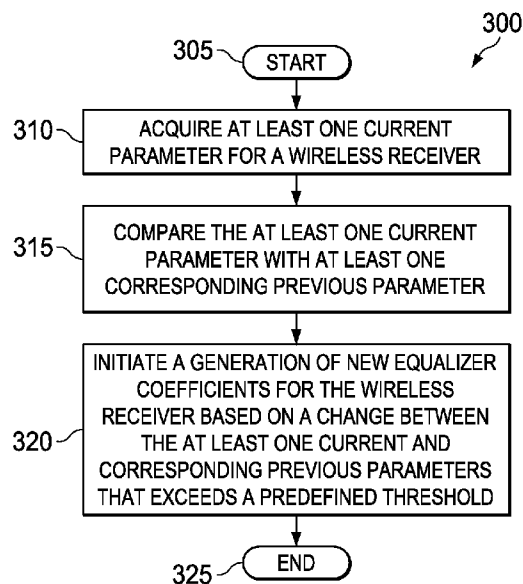 300
305
START
310
ACQUIRE AT LEAST ONE CURRENT
PARAMETER FOR A WIRELESS RECEIVER
315
COMPARE THE AT LEAST ONE CURRENT
PARAMETER WITH AT LEAST ONE
CORRESPONDING PREVIOUS PARAMETER
320
INITIATE A GENERATION OF NEW EQUALIZER
COEFFICIENTS FOR THE WIRELESS
RECEIVER BASED ON A CHANGE BETWEEN
THE AT LEAST ONE CURRENT AND
CORRESPONDING PREVIOUS PARAMETERS
THAT EXCEEDS A PREDEFINED THRESHOLD
325
END